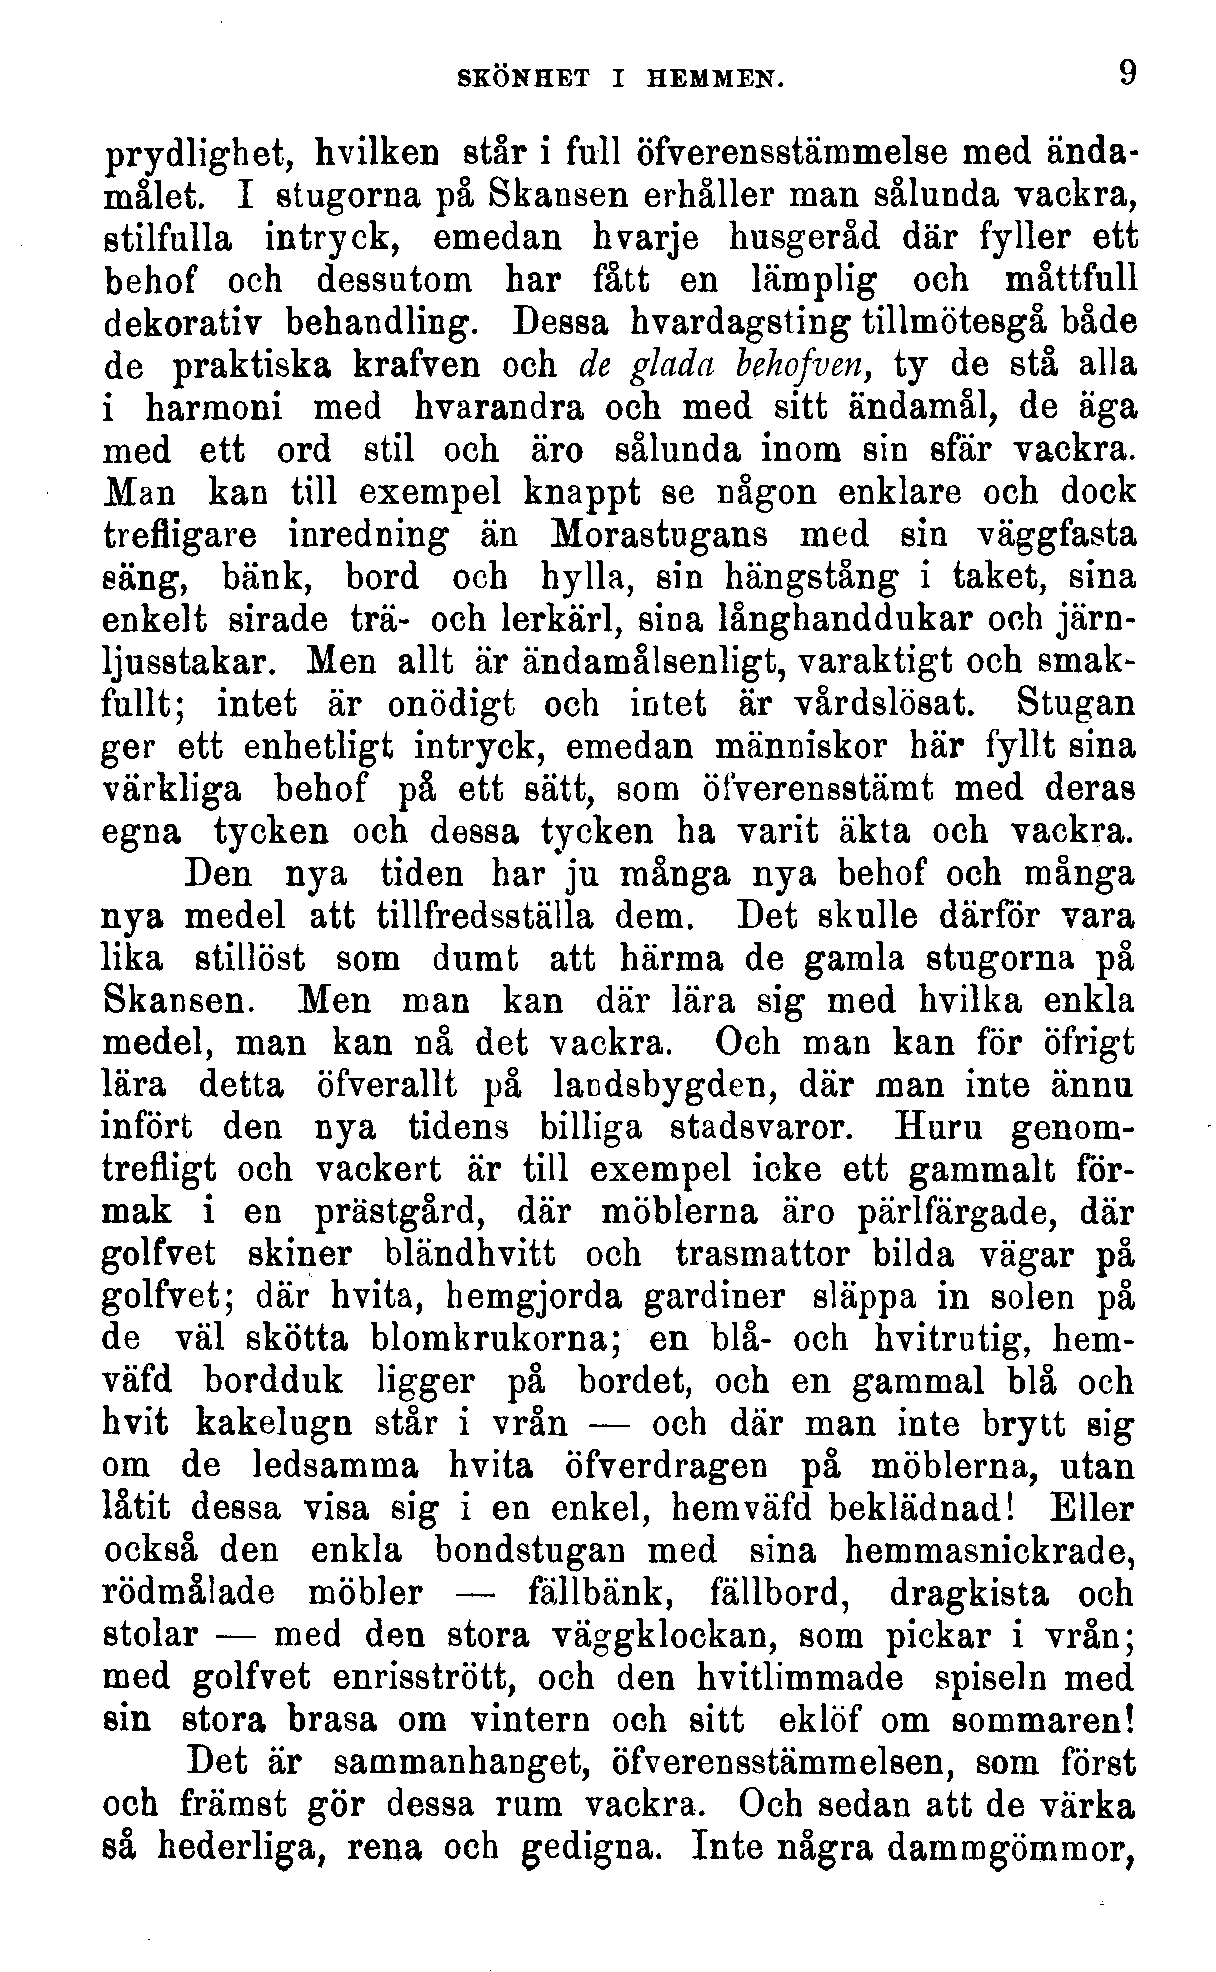 SKÖNHET I HEMMEN. 9
prydlighet, hvilken står i full öfverensstämmelse med ända-
målet. I stugorna på Skansen erhåller man sålunda vackra,
stilfulla intryck, emedan hvarje husgeråd där fyller ett
behof och dessutom har fått en lämplig och måttfull
dekorativ behandling. Dessa hvardagsting tillmötesgå både
de praktiska krafven och de glada behofven, ty de stå alla
i harmoni med hvarandra och med sitt ändamål, de äga
med ett ord stil och äro sålunda inom sin sfär vackra.
Man kan till exempel knappt se någon enklare och dock
trefligare inredning än Morastugans med sin väggfasta
säng, bänk, bord och hylla, sin hängstång i taket, sina
enkelt sirade trä- och lerkärl, sina långhanddukar och järn-
ljusstakar. Men allt är ändamålsenligt, varaktigt och smak-
fullt; intet är onödigt och intet är vårdslösat. Stugan
ger ett enhetligt intryck, emedan människor här fyllt sina
värkliga behof på ett sätt, som öfverensstämt med deras
egna tycken och dessa tycken ha varit äkta och vackra.
Den nya tiden har ju många nya behof och många
nya medel att tillfredsställa dem. Det skulle därför vara
lika stillöst som dumt att härma de gamla stugorna på
Skansen. Men man kan där lära sig med hvilka enkla
medel, man kan nå det vackra. Och man kan för öfrigt
lära detta öfverallt på landsbygden, där man inte ännu
infört den nya tidens billiga stadsvaror. Huru genom-
trefligt och vackert är till exempel icke ett gammalt för-
mak i en prästgård, där möblerna äro pärlfärgade, där
golfvet skiner bländhvitt och trasmattor bilda vägar på
golfvet; där hvita, hemgjorda gardiner släppa in solen på
de väl skötta blomkrukorna; en blå- och hvitrutig, hem-
väfd bordduk ligger på bordet, och en gammal blå och
hvit kakelugn står i vrån — och där man inte brytt sig
om de ledsamma hvita öfverdragen på möblerna, utan
låtit dessa visa sig i en enkel, hemväfd beklädnad! Eller
också den enkla bondstugan med sina hemmasnickrade,
rödmålade möbler — fällbänk, fällbord, dragkista och
stolar — med den stora väggklockan, som pickar i vrån;
med golfvet enrisstrött, och den hvitlimmade spiseln med
sin stora brasa om vintern och sitt eklöf om sommaren!
Det är sammanhanget, öfverensstämmelsen, som först
och främst gör dessa rum vackra. Och sedan att de värka
så hederliga, rena och gedigna. Inte några dammgömmor,